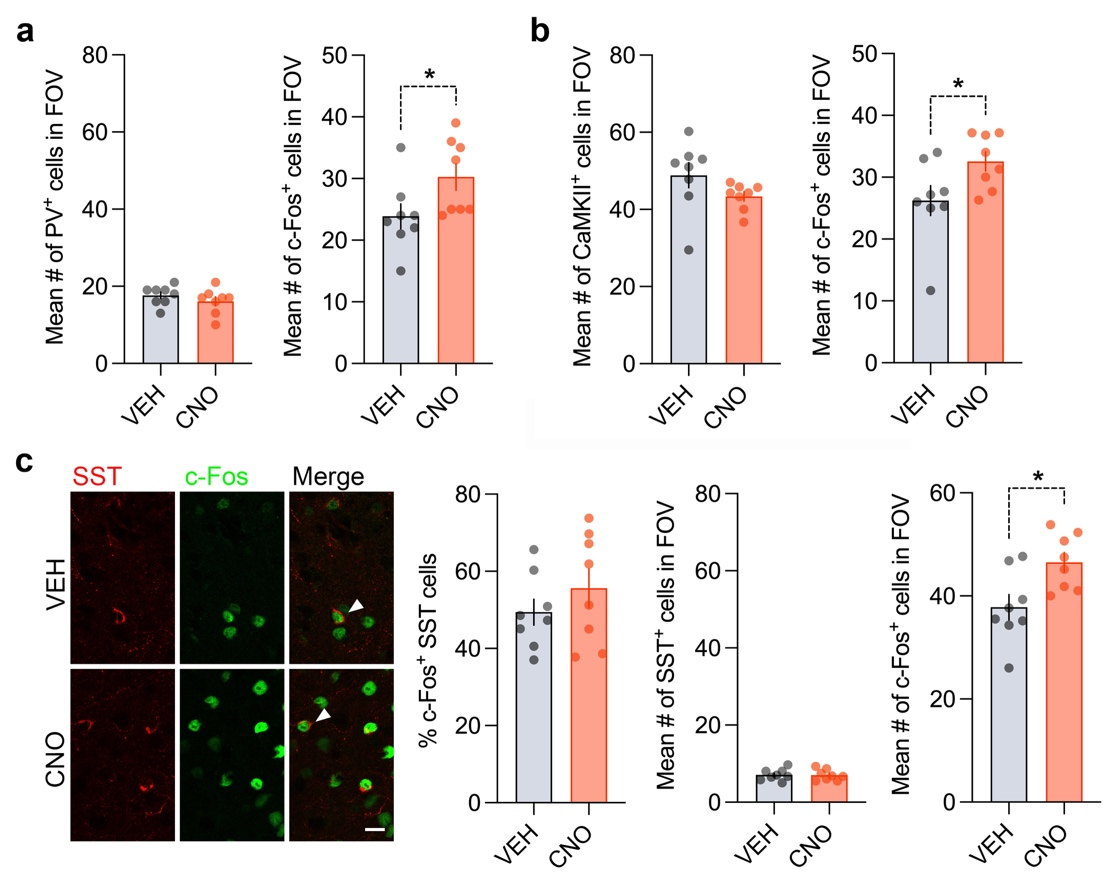 a
Mean # of PV+ cells in FOV
80
60
40
20
0
VEH
CNO
Mean # of c-Fos+ cells in FOV
50
40
30
20
10
0
*
VEH
CNO
b
Mean # of CaMKII+ cells in FOV
80
60
40
20
0
VEH
CNO
Mean # of c-Fos+ cells in FOV
50
40
30
20
10
0
*
VEH
CNO
c
SST c-Fos Merge
VEH
CNO
% c-Fos+ SST cells
80
60
40
20
0
VEH
CNO
Mean # of SST+ cells in FOV
80
60
40
20
0
VEH
CNO
Mean # of c-Fos+ cells in FOV
60
40
20
0
*
VEH
CNO